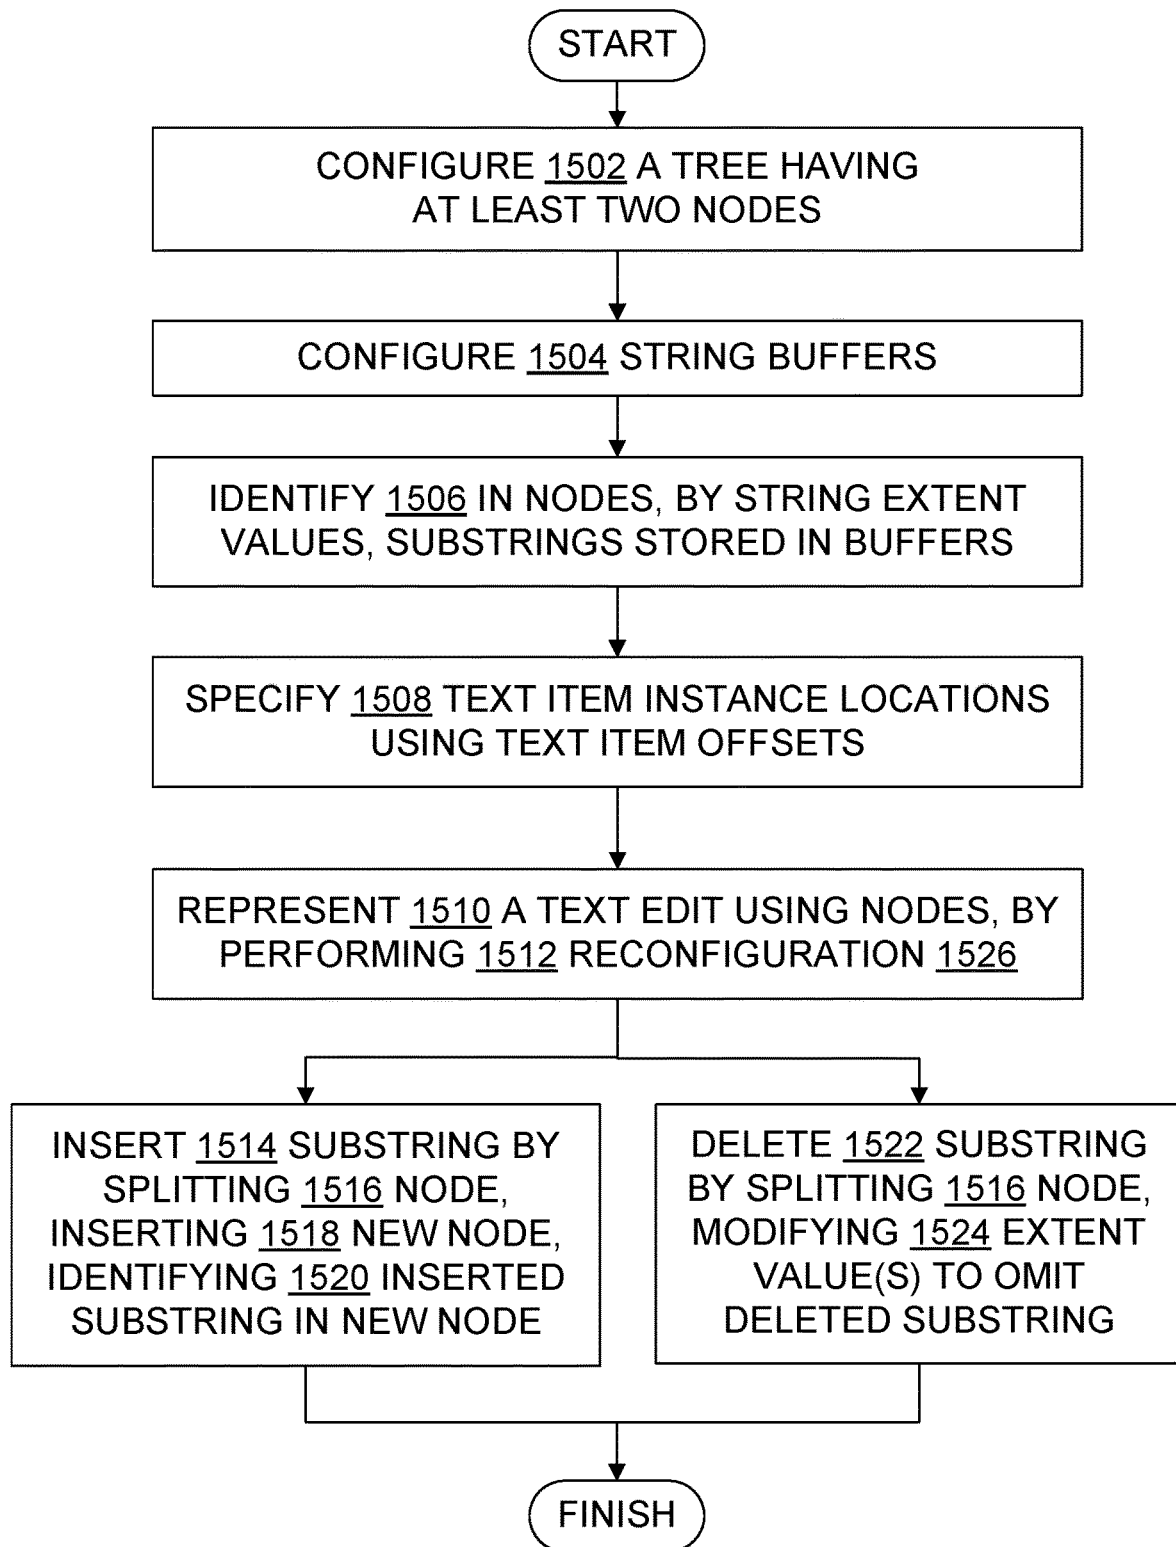 START
CONFIGURE 1502 A TREE HAVING
AT LEAST TWO NODES
CONFIGURE 1504 STRING BUFFERS
IDENTIFY 1506 IN NODES, BY STRING EXTENT
VALUES, SUBSTRINGS STORED IN BUFFERS
SPECIFY 1508 TEXT ITEM INSTANCE LOCATIONS
USING TEXT ITEM OFFSETS
REPRESENT 1510 A TEXT EDIT USING NODES, BY
PERFORMING 1512 RECONFIGURATION 1526
INSERT 1514 SUBSTRING BY
SPLITTING 1516 NODE,
INSERTING 1518 NEW NODE,
IDENTIFYING 1520 INSERTED
SUBSTRING IN NEW NODE
DELETE 1522 SUBSTRING
BY SPLITTING 1516 NODE,
MODIFYING 1524 EXTENT
VALUE(S) TO OMIT
DELETED SUBSTRING
FINISH